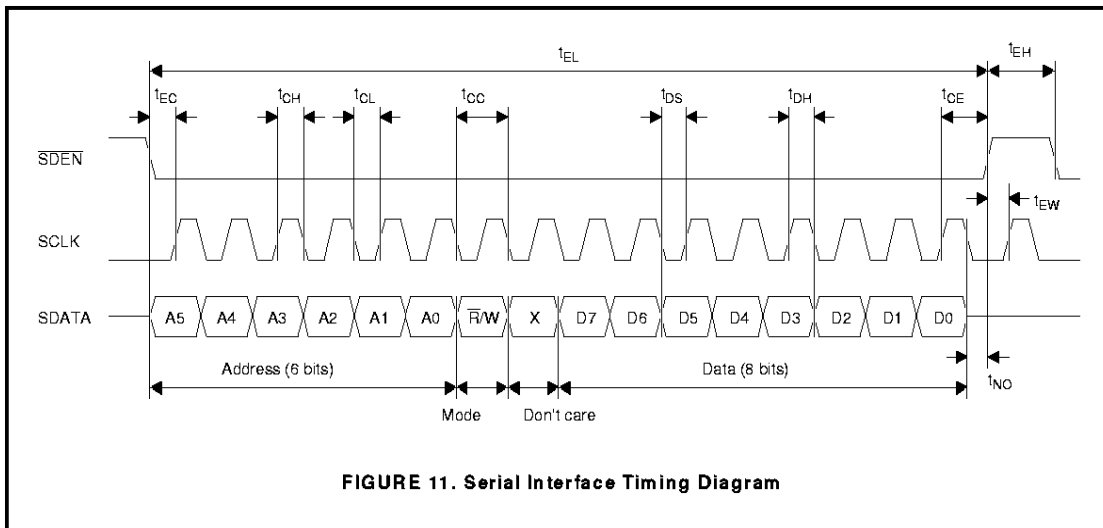 tEL
tEH
tEC tCH tCL tCC tDS tDH tCE
SDEN
tEW
SCLK
SDATA A5 A4 A3 A2 A1 A0 R/W X D7 D6 D5 D4 D3 D2 D1 D0
Address (6 bits) Data (8 bits)
tNO
Mode Don't care
FIGURE 11. Serial Interface Timing Diagram